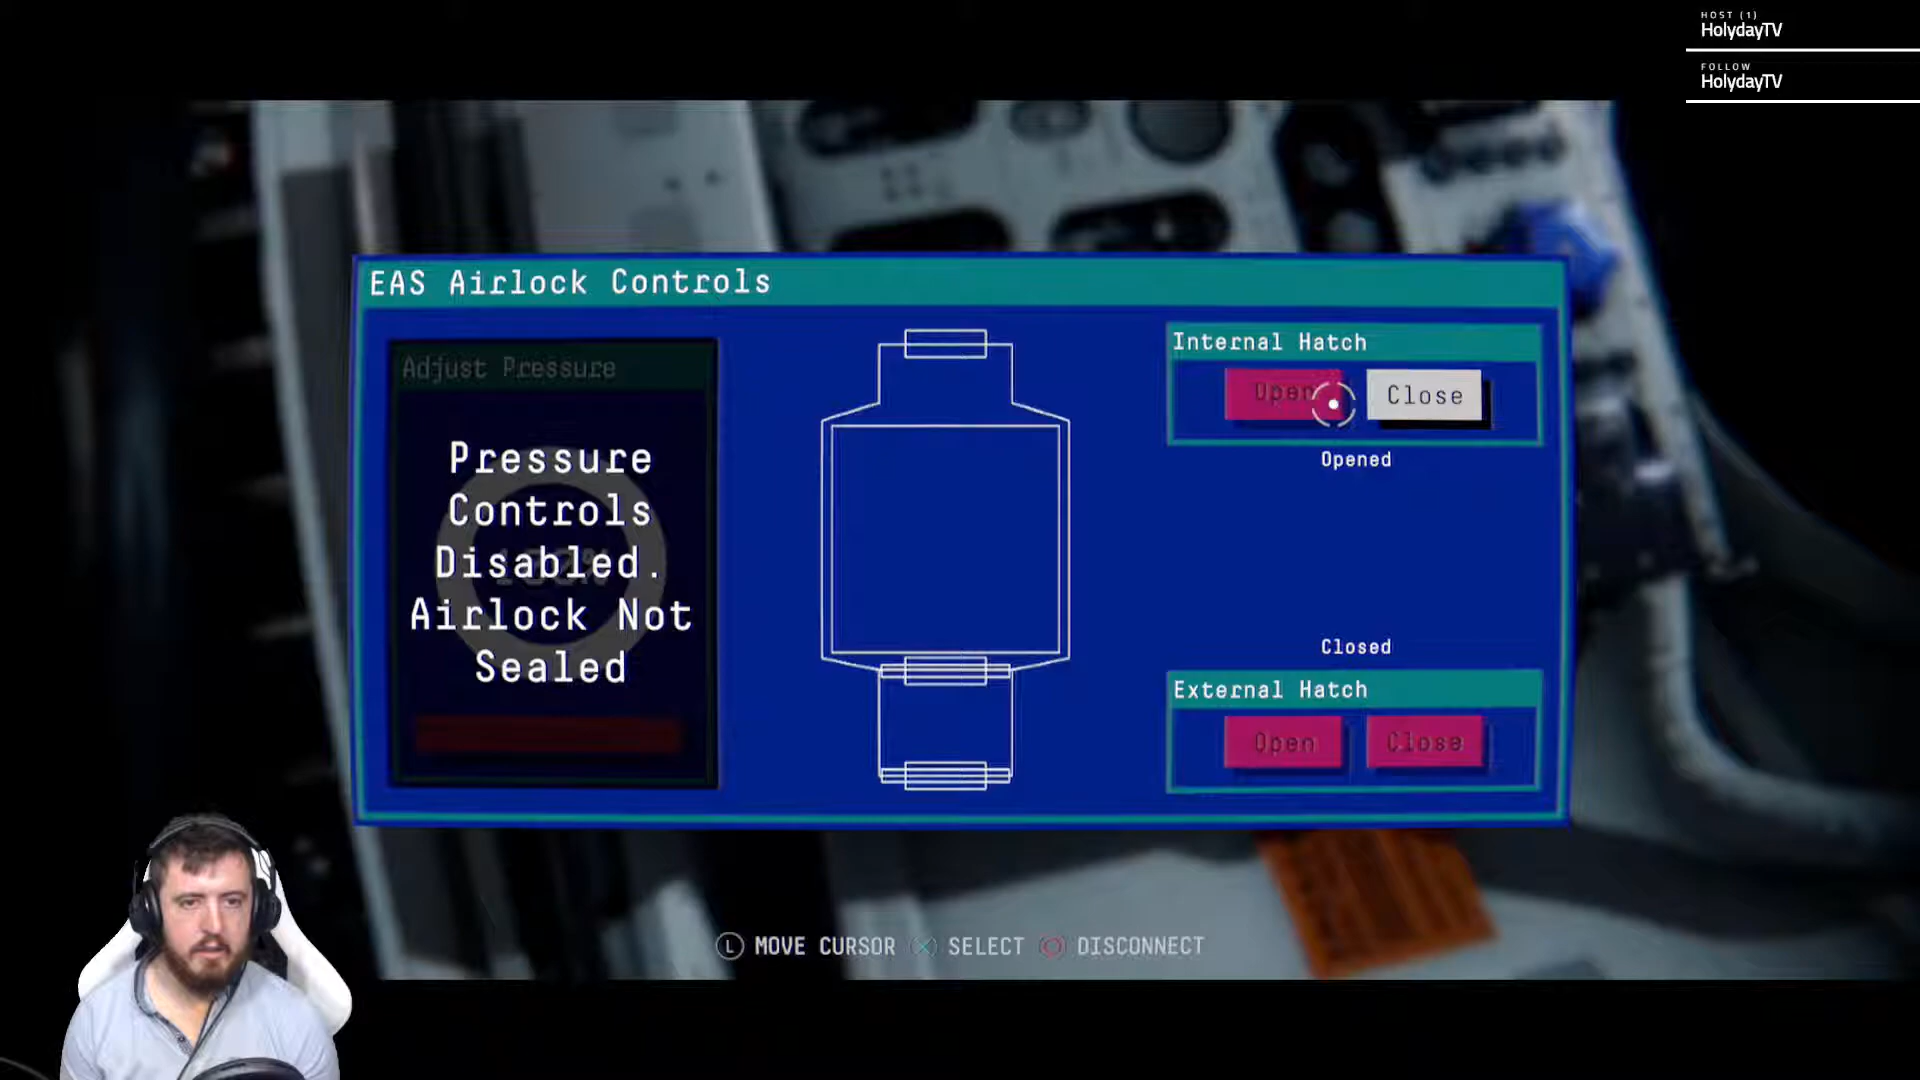 HOST (1)
HolydayTV
FOLLOW
HolydayTV
EAS Airlock Controls
Adjust Pressure
Pressure
Controls
Disabled.
Airlock Not
Sealed
Internal Hatch
Open Close
Opened
Closed
External Hatch
Open Close
L MOVE CURSOR SELECT DISCONNECT